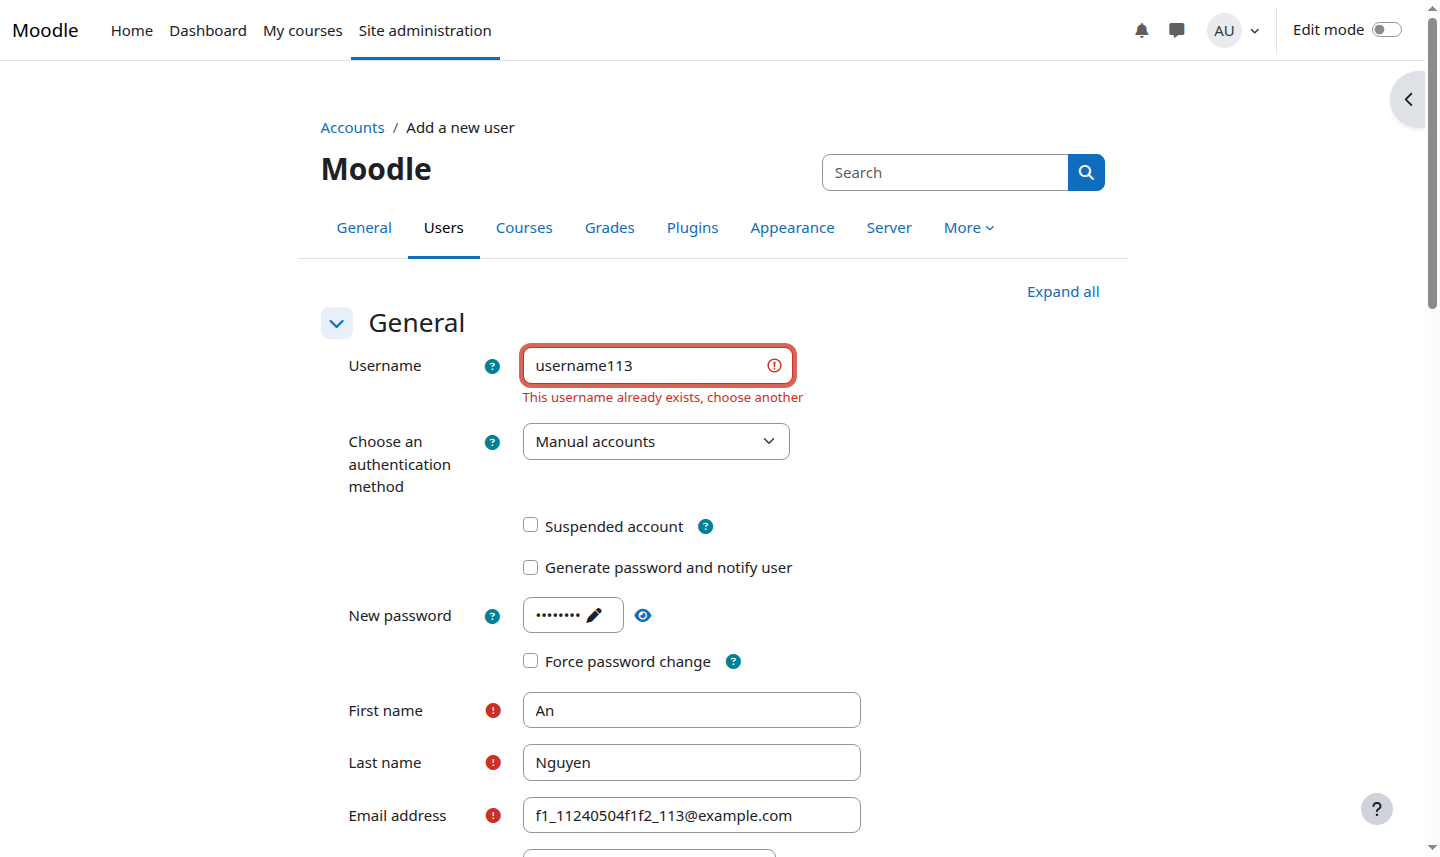 Moodle Home Dashboard My courses Site administration AU Edit mode
Accounts / Add a new user
Moodle
Search
General Users Courses Grades Plugins Appearance Server More
Expand all
General
Username ? username113
This username already exists, choose another
Choose an authentication method ? Manual accounts
Suspended account ?
Generate password and notify user
New password ? ••••••••
Force password change ?
First name ! An
Last name ! Nguyen
Email address ! f1_11240504f1f2_113@example.com
?